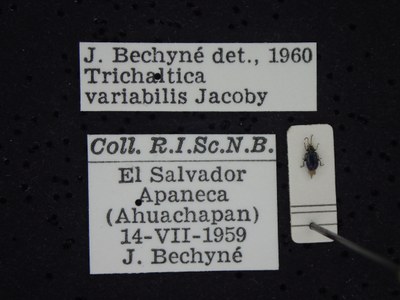 J. Bechyné det., 1960
Trichaltica
variabilis Jacoby
Coll. R.I.Sc.N.B.
El Salvador
Apaneca
(Ahuachapan)
14-VII-1959
J. Bechyné